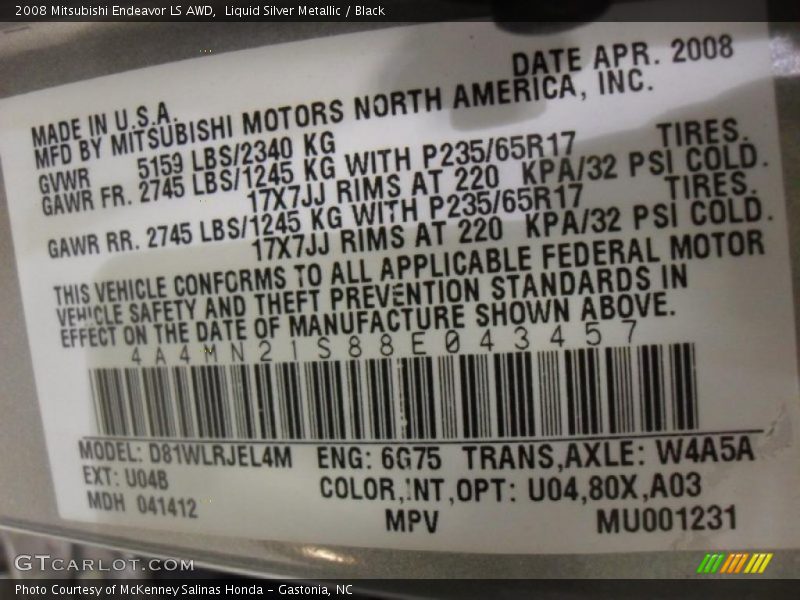 2008 Mitsubishi Endeavor LS AWD,  Liquid Silver Metallic / Black
DATE APR. 2008
MADE IN U.S.A.
MFD BY MITSUBISHI MOTORS NORTH AMERICA, INC.
GVWR 5159 LBS/2340 KG
GAWR FR. 2745 LBS/1245 KG WITH P235/65R17 TIRES.
17X7JJ RIMS AT 220 KPA/32 PSI COLD.
GAWR RR. 2745 LBS/1245 KG WITH P235/65R17 TIRES.
17X7JJ RIMS AT 220 KPA/32 PSI COLD.
THIS VEHICLE CONFORMS TO ALL APPLICABLE FEDERAL MOTOR
VEHICLE SAFETY AND THEFT PREVENTION STANDARDS IN
EFFECT ON THE DATE OF MANUFACTURE SHOWN ABOVE.
4A4MN21S88E043457
MODEL: D81WLRJEL4M ENG: 6G75 TRANS,AXLE: W4A5A
EXT: U04B COLOR,INT,OPT: U04,80X,A03
MDH 041412 MPV MU001231
GTCARLOT.COM
Photo Courtesy of McKenney Salinas Honda - Gastonia, NC